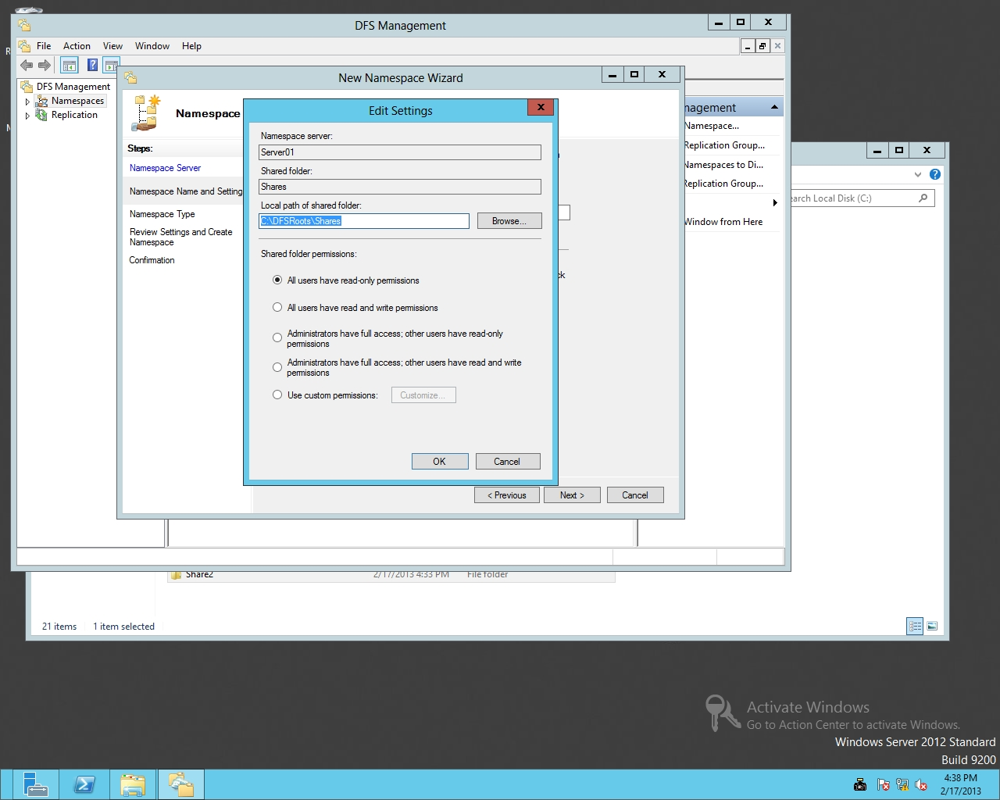 DFS Management
File Action View Window Help
DFS Management
Namespaces
Replication
New Namespace Wizard
Namespace
Steps:
Namespace Server
Namespace Name and Setting
Namespace Type
Review Settings and Create
Namespace
Confirmation
Edit Settings
Namespace server:
Server01
Shared folder:
Shares
Local path of shared folder:
C:\DFSRoots\Shares
Browse...
Shared folder permissions:
All users have read-only permissions
All users have read and write permissions
Administrators have full access; other users have read-only
permissions
Administrators have full access; other users have read and write
permissions
Use custom permissions:
Customize...
OK
Cancel
ck
< Previous
Next >
Cancel
nagement
Namespace...
Replication Group...
Namespaces to Di...
Replication Group...
Window from Here
earch Local Disk (C:)
Share2 2/17/2013 4:33 PM File folder
21 items 1 item selected
Activate Windows
Go to Action Center to activate Windows.
Windows Server 2012 Standard
Build 9200
4:38 PM
2/17/2013